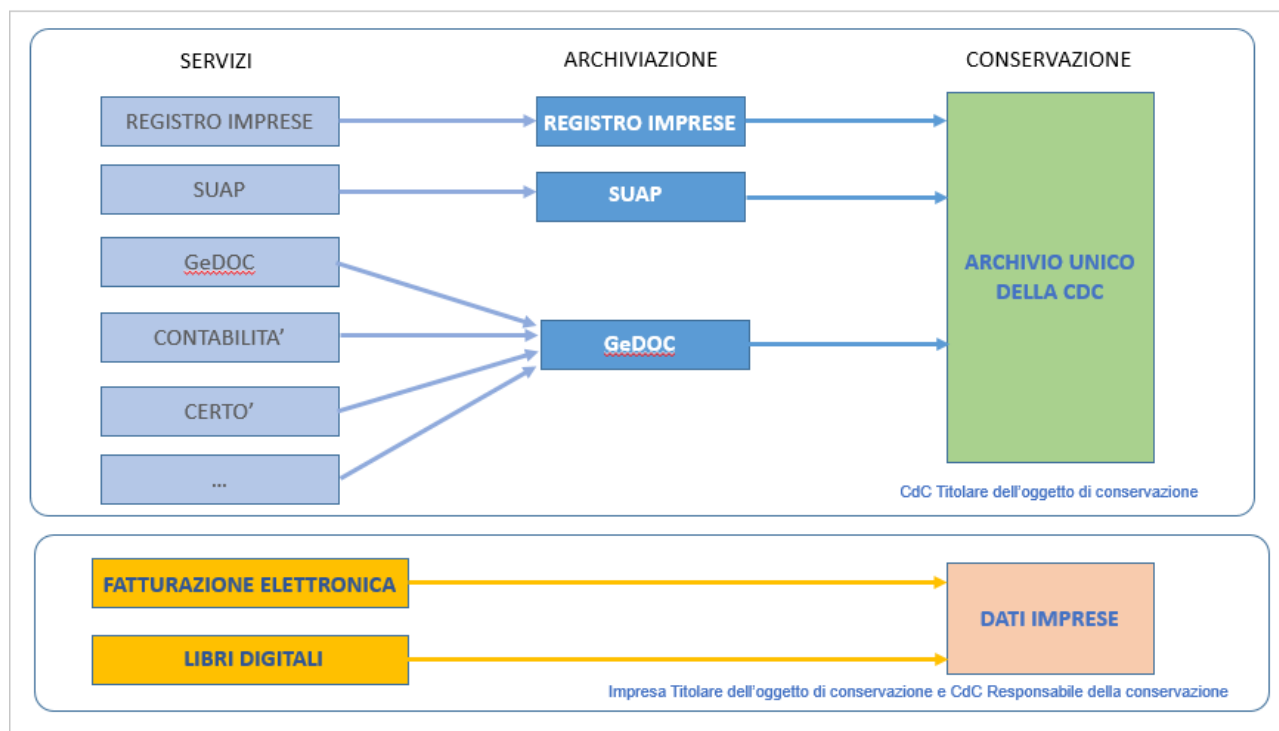 SERVIZI
ARCHIVIAZIONE
CONSERVAZIONE
REGISTRO IMPRESE
REGISTRO IMPRESE
SUAP
SUAP
GeDOC
ARCHIVIO UNICO
DELLA CDC
CONTABILITA’
GeDOC
CERTO’
...
CdC Titolare dell’oggetto di conservazione
FATTURAZIONE ELETTRONICA
DATI IMPRESE
LIBRI DIGITALI
Impresa Titolare dell’oggetto di conservazione e CdC Responsabile della conservazione